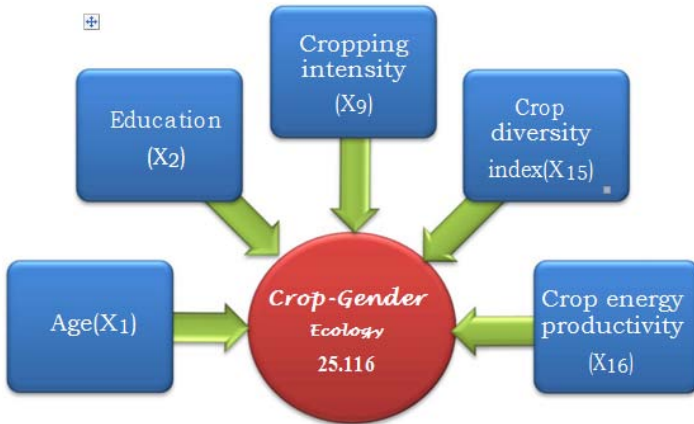 Cropping
intensity
(X9)
Education
(X2)
Crop
diversity
index(X15)
Age(X1)
Crop-Gender
Ecology
25.116
Crop energy
productivity
(X16)